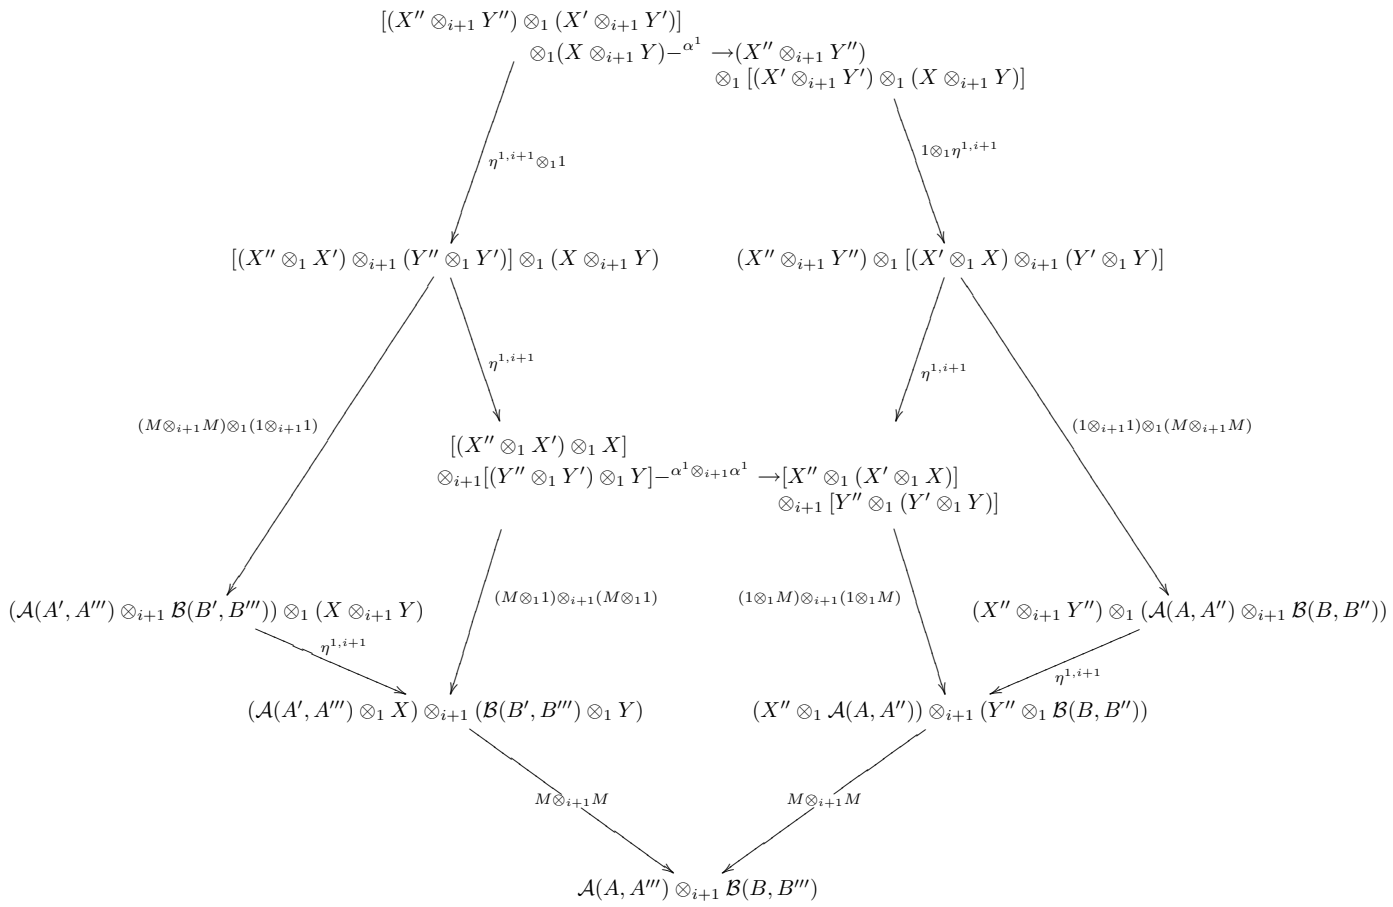 [(X'' ⊗_{i+1} Y'') ⊗_1 (X' ⊗_{i+1} Y')]
⊗_1(X ⊗_{i+1} Y) −^{α^1} → (X'' ⊗_{i+1} Y'')
⊗_1 [(X' ⊗_{i+1} Y') ⊗_1 (X ⊗_{i+1} Y)]
η^{1,i+1}⊗_1 1 1⊗_1 η^{1,i+1}
[(X'' ⊗_1 X') ⊗_{i+1} (Y'' ⊗_1 Y')] ⊗_1 (X ⊗_{i+1} Y) (X'' ⊗_{i+1} Y'') ⊗_1 [(X' ⊗_1 X) ⊗_{i+1} (Y' ⊗_1 Y)]
η^{1,i+1} η^{1,i+1}
(M⊗_{i+1}M)⊗_1(1⊗_{i+1}1) (1⊗_{i+1}1)⊗_1(M⊗_{i+1}M)
[(X'' ⊗_1 X') ⊗_1 X]
⊗_{i+1}[(Y'' ⊗_1 Y') ⊗_1 Y] −^{α^1⊗_{i+1}α^1} → [X'' ⊗_1 (X' ⊗_1 X)]
⊗_{i+1} [Y'' ⊗_1 (Y' ⊗_1 Y)]
(M⊗_1 1)⊗_{i+1}(M⊗_1 1) (1⊗_1 M)⊗_{i+1}(1⊗_1 M)
(𝒜(A', A''') ⊗_{i+1} ℬ(B', B''')) ⊗_1 (X ⊗_{i+1} Y) (X'' ⊗_{i+1} Y'') ⊗_1 (𝒜(A, A'') ⊗_{i+1} ℬ(B, B''))
η^{1,i+1} η^{1,i+1}
(𝒜(A', A''') ⊗_1 X) ⊗_{i+1} (ℬ(B', B''') ⊗_1 Y) (X'' ⊗_1 𝒜(A, A'')) ⊗_{i+1} (Y'' ⊗_1 ℬ(B, B''))
M⊗_{i+1}M M⊗_{i+1}M
𝒜(A, A''') ⊗_{i+1} ℬ(B, B''')